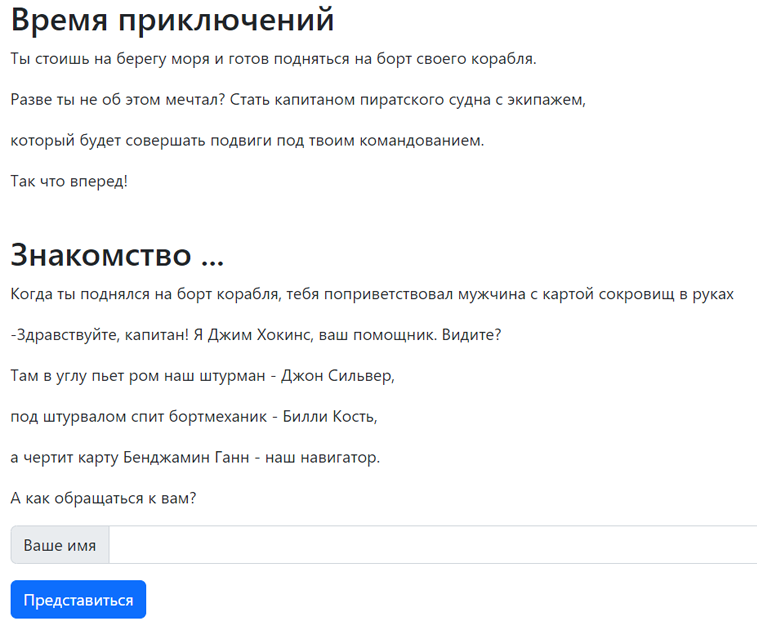 Время приключений
Ты стоишь на берегу моря и готов подняться на борт своего корабля.
Разве ты не об этом мечтал? Стать капитаном пиратского судна с экипажем,
который будет совершать подвиги под твоим командованием.
Так что вперед!
Знакомство ...
Когда ты поднялся на борт корабля, тебя поприветствовал мужчина с картой сокровищ в руках
-Здравствуйте, капитан! Я Джим Хокинс, ваш помощник. Видите?
Там в углу пьет ром наш штурман - Джон Сильвер,
под штурвалом спит бортмеханик - Билли Кость,
а чертит карту Бенджамин Ганн - наш навигатор.
А как обращаться к вам?
Ваше имя
Представиться